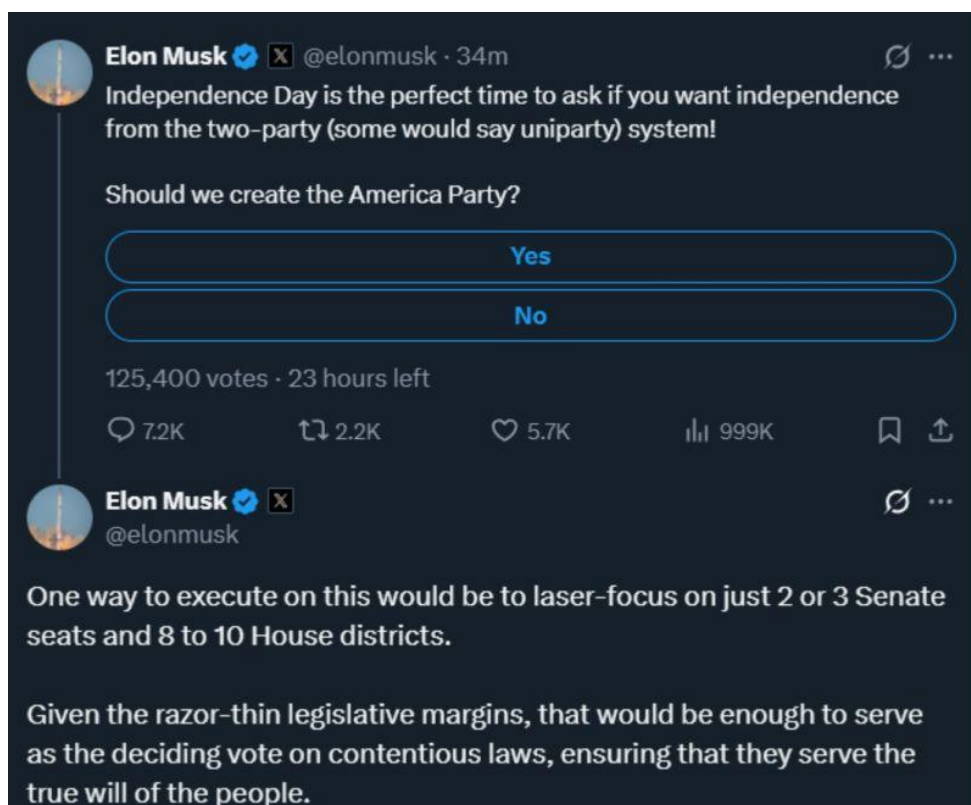 Elon Musk @elonmusk · 34m
Independence Day is the perfect time to ask if you want independence
from the two-party (some would say uniparty) system!
Should we create the America Party?
Yes
No
125,400 votes · 23 hours left
7.2K 2.2K 5.7K 999K
Elon Musk
@elonmusk
One way to execute on this would be to laser-focus on just 2 or 3 Senate
seats and 8 to 10 House districts.
Given the razor-thin legislative margins, that would be enough to serve
as the deciding vote on contentious laws, ensuring that they serve the
true will of the people.